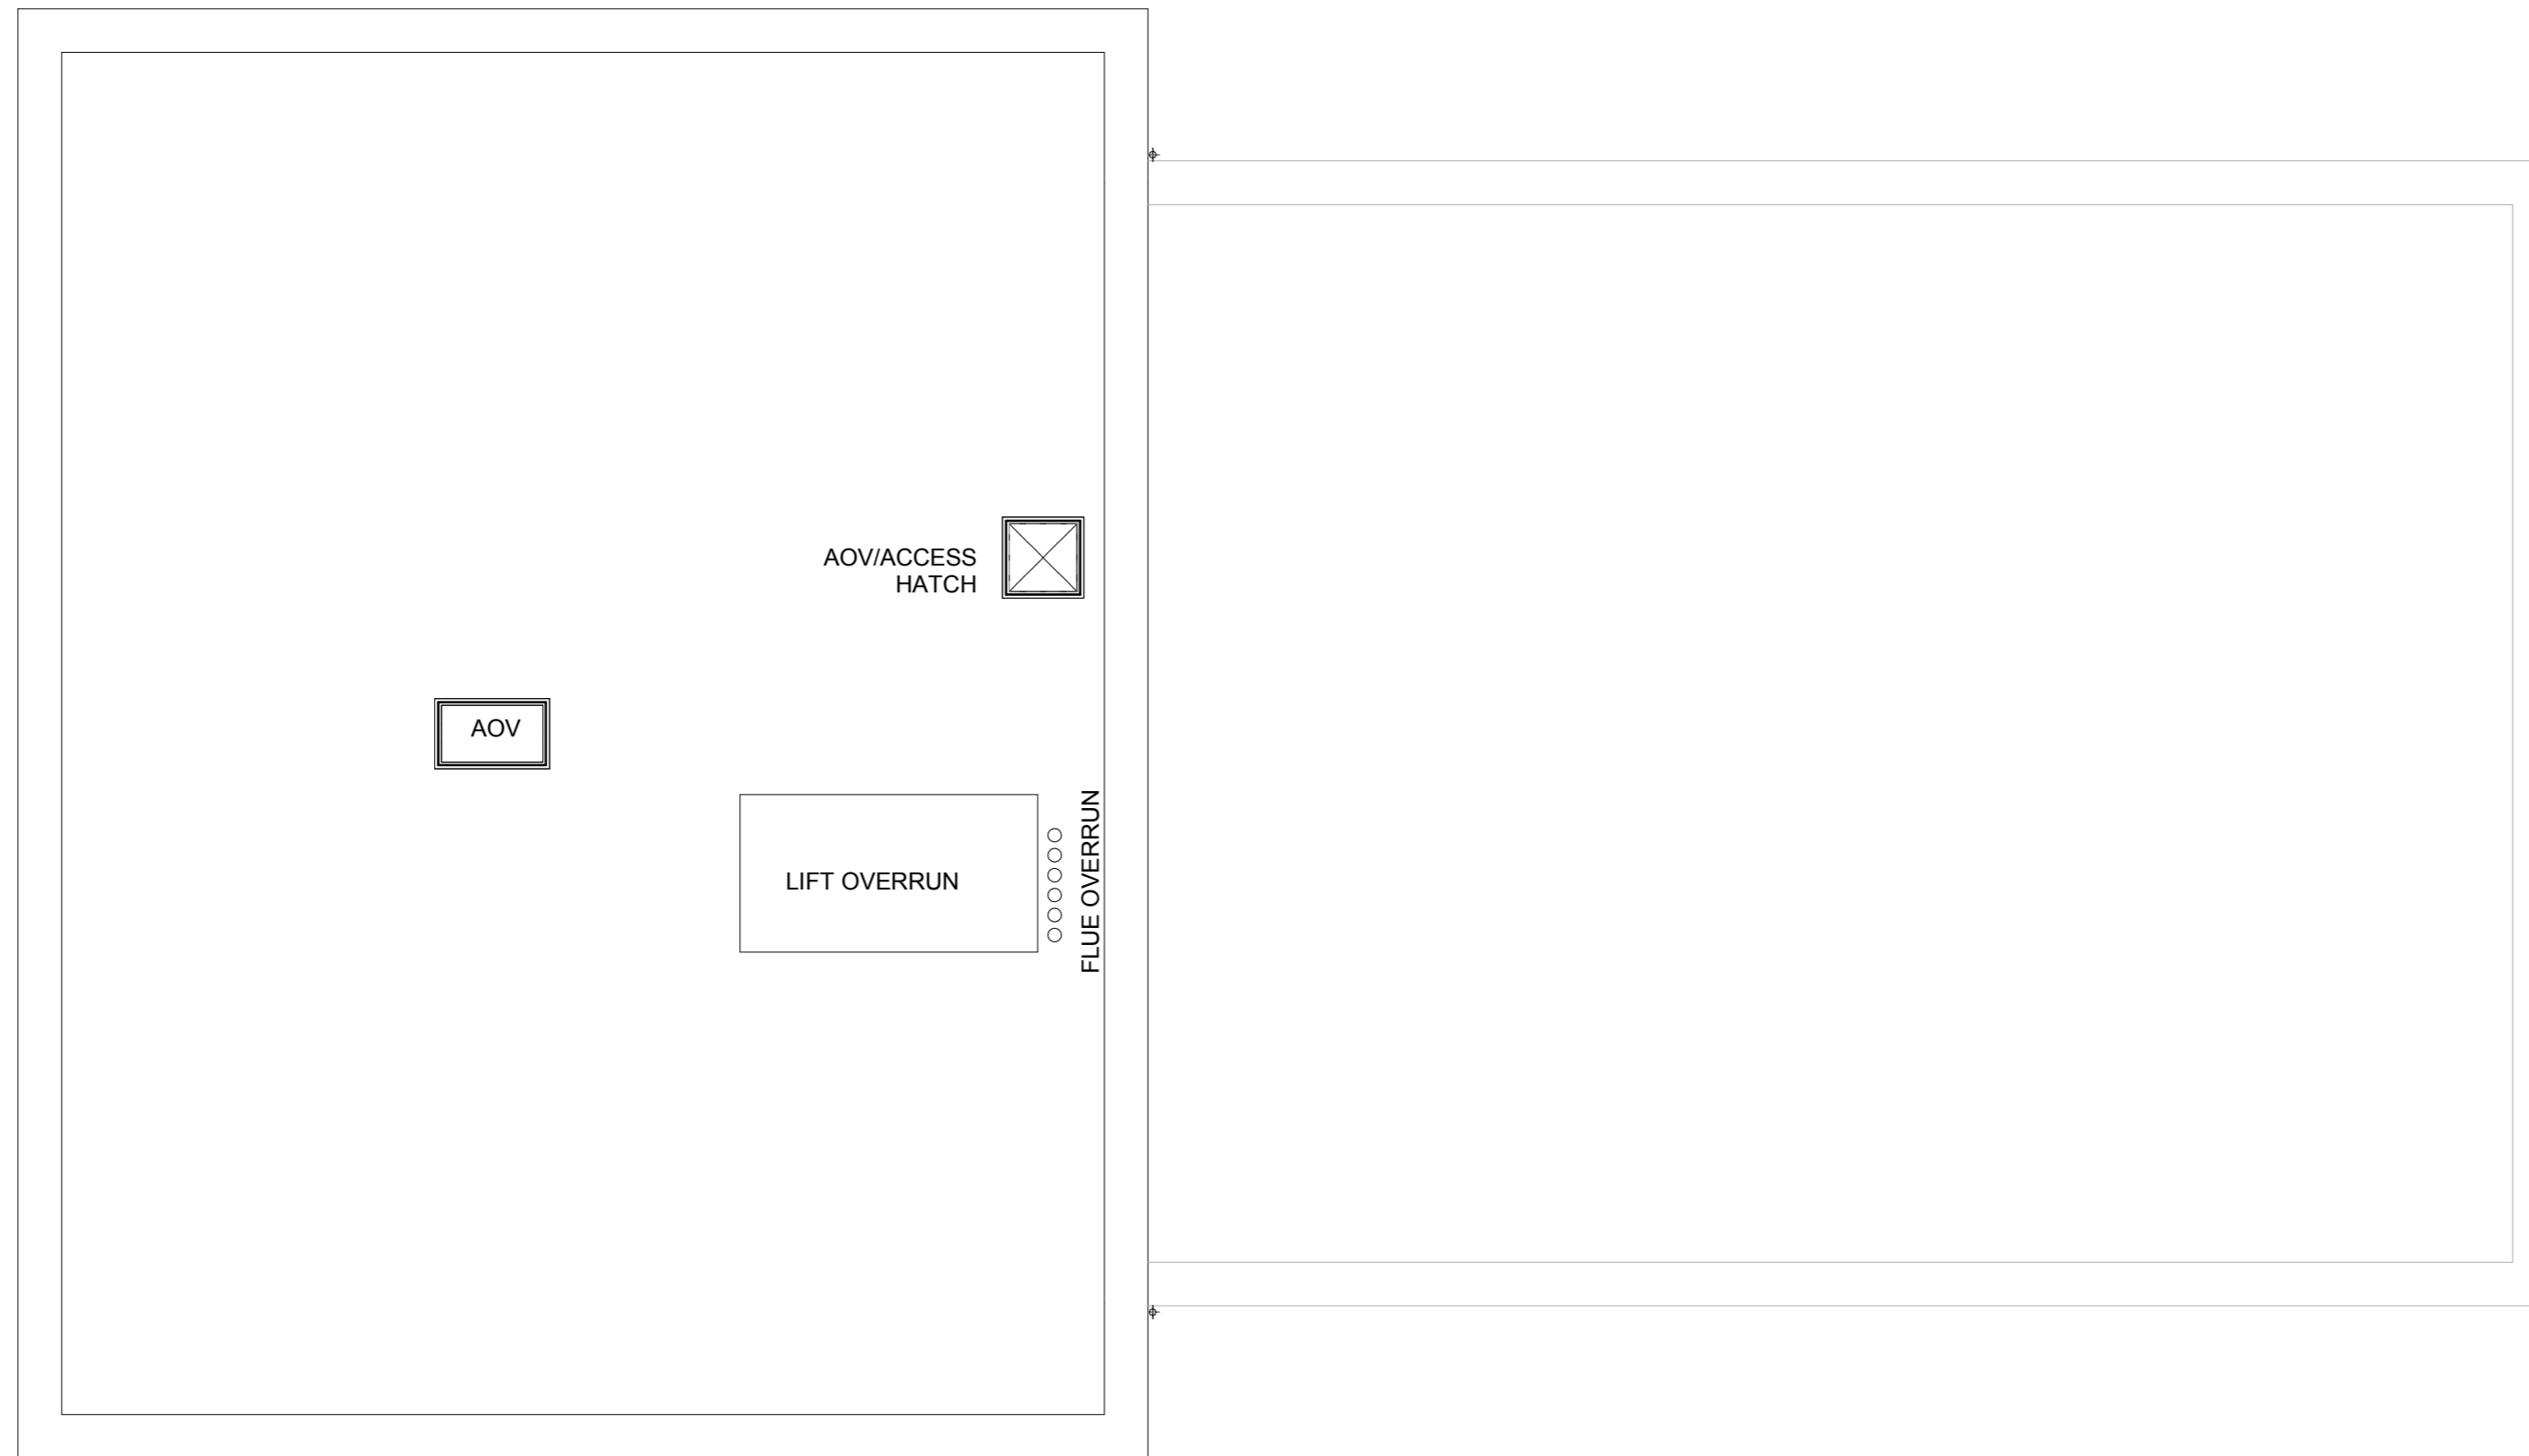 AOV/ACCESS
HATCH
AOV
LIFT OVERRUN
FLUE OVERRUN